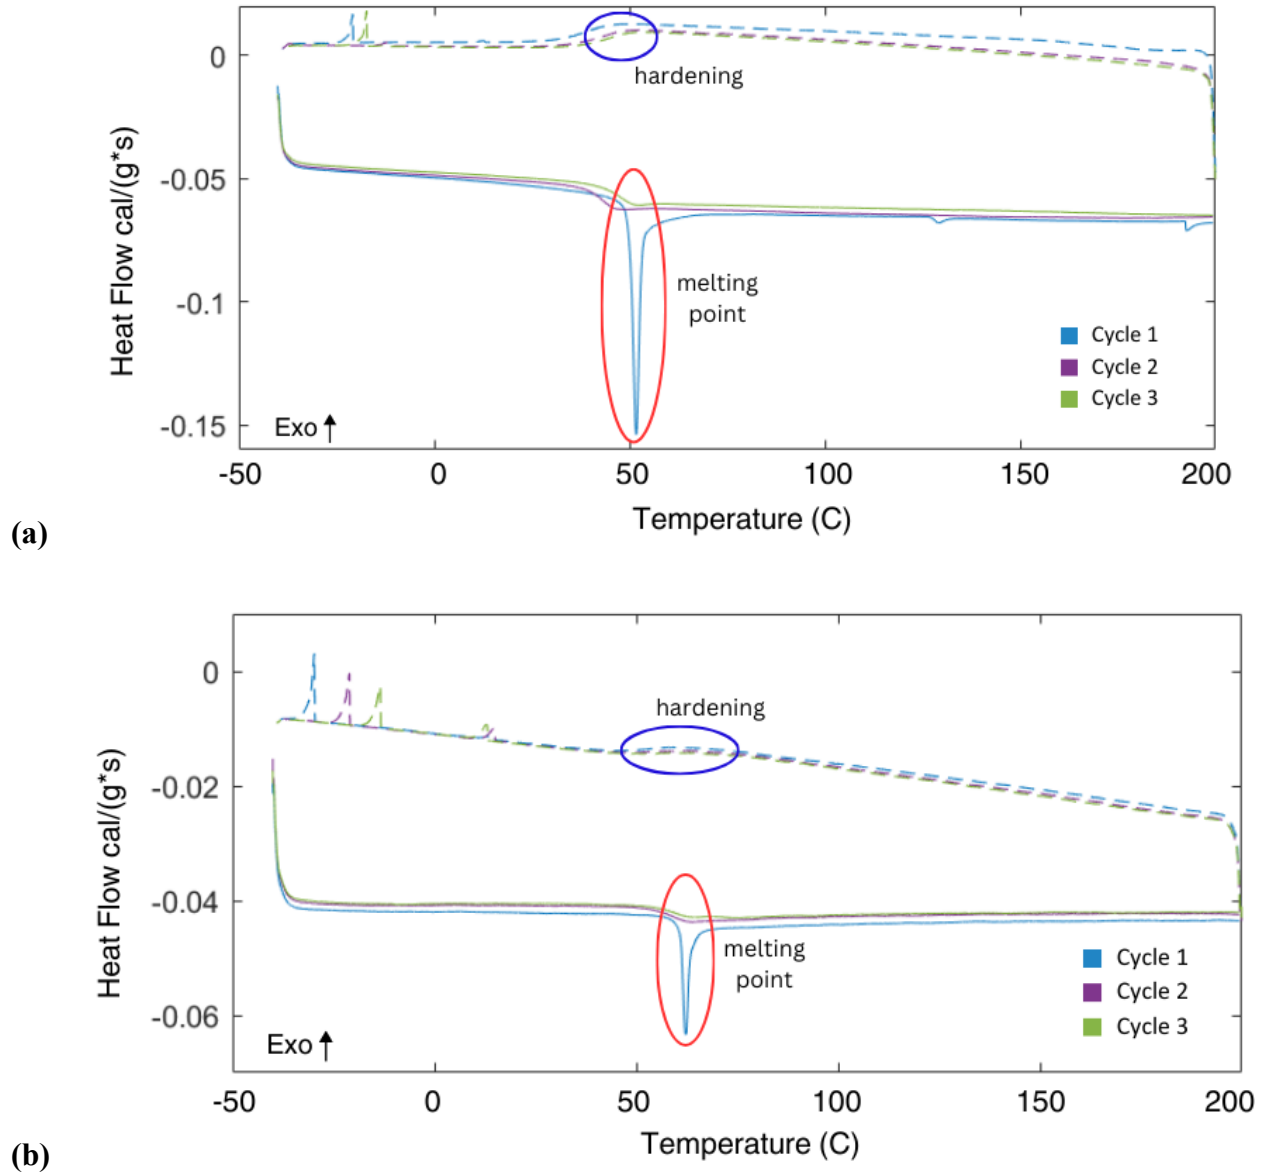 0
-0.05
-0.1
-0.15
Heat Flow cal/(g*s)
hardening
melting
point
Cycle 1
Cycle 2
Cycle 3
Exo ↑
-50 0 50 100 150 200
Temperature (C)
(a)
0
-0.02
-0.04
-0.06
Heat Flow cal/(g*s)
hardening
melting
point
Cycle 1
Cycle 2
Cycle 3
Exo ↑
-50 0 50 100 150 200
Temperature (C)
(b)